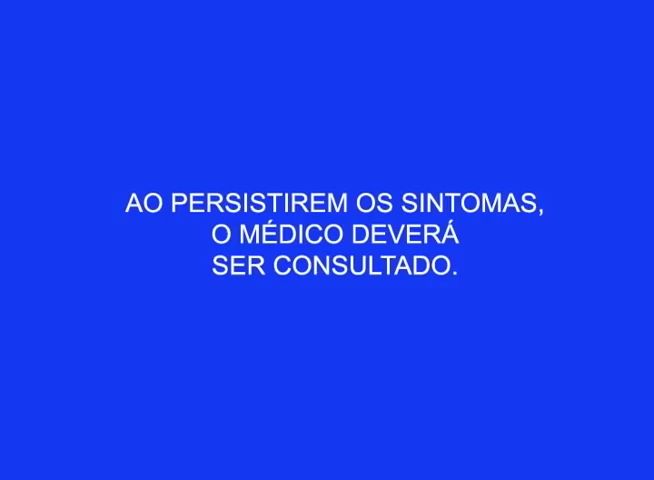 AO PERSISTIREM OS SINTOMAS,
O MÉDICO DEVERÁ
SER CONSULTADO.